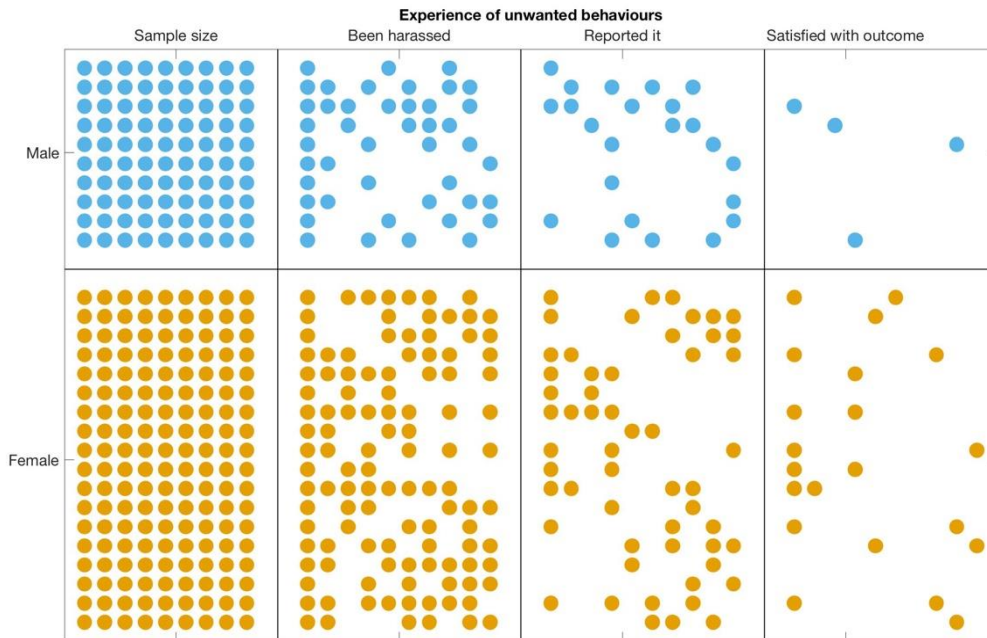 Experience of unwanted behaviours
Sample size Been harassed Reported it Satisfied with outcome
Male
Female